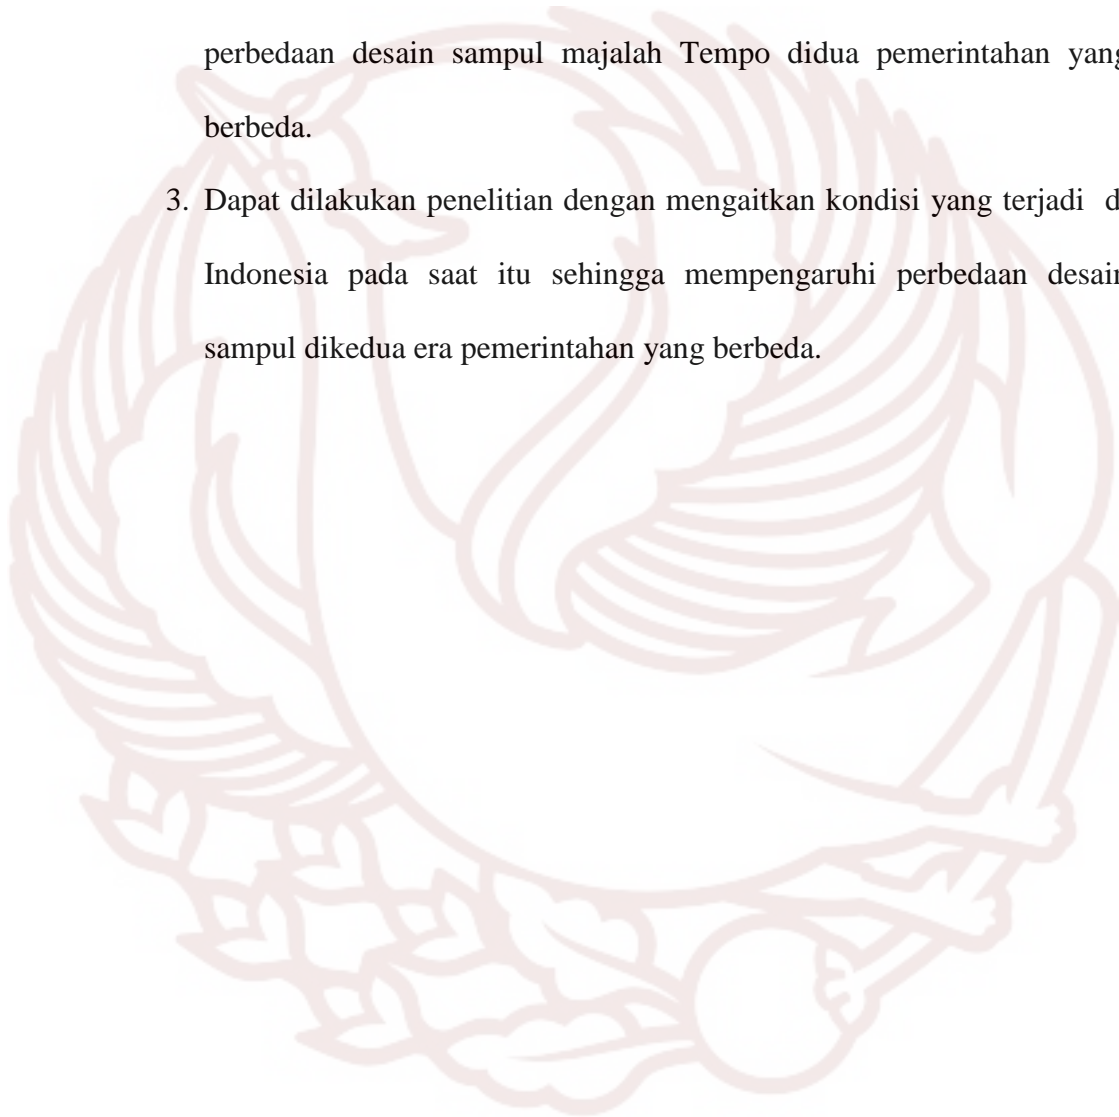 perbedaan desain sampul majalah Tempo didua pemerintahan yang
berbeda.
3. Dapat dilakukan penelitian dengan mengaitkan kondisi yang terjadi d
Indonesia pada saat itu sehingga mempengaruhi perbedaan desain
sampul dikedua era pemerintahan yang berbeda.